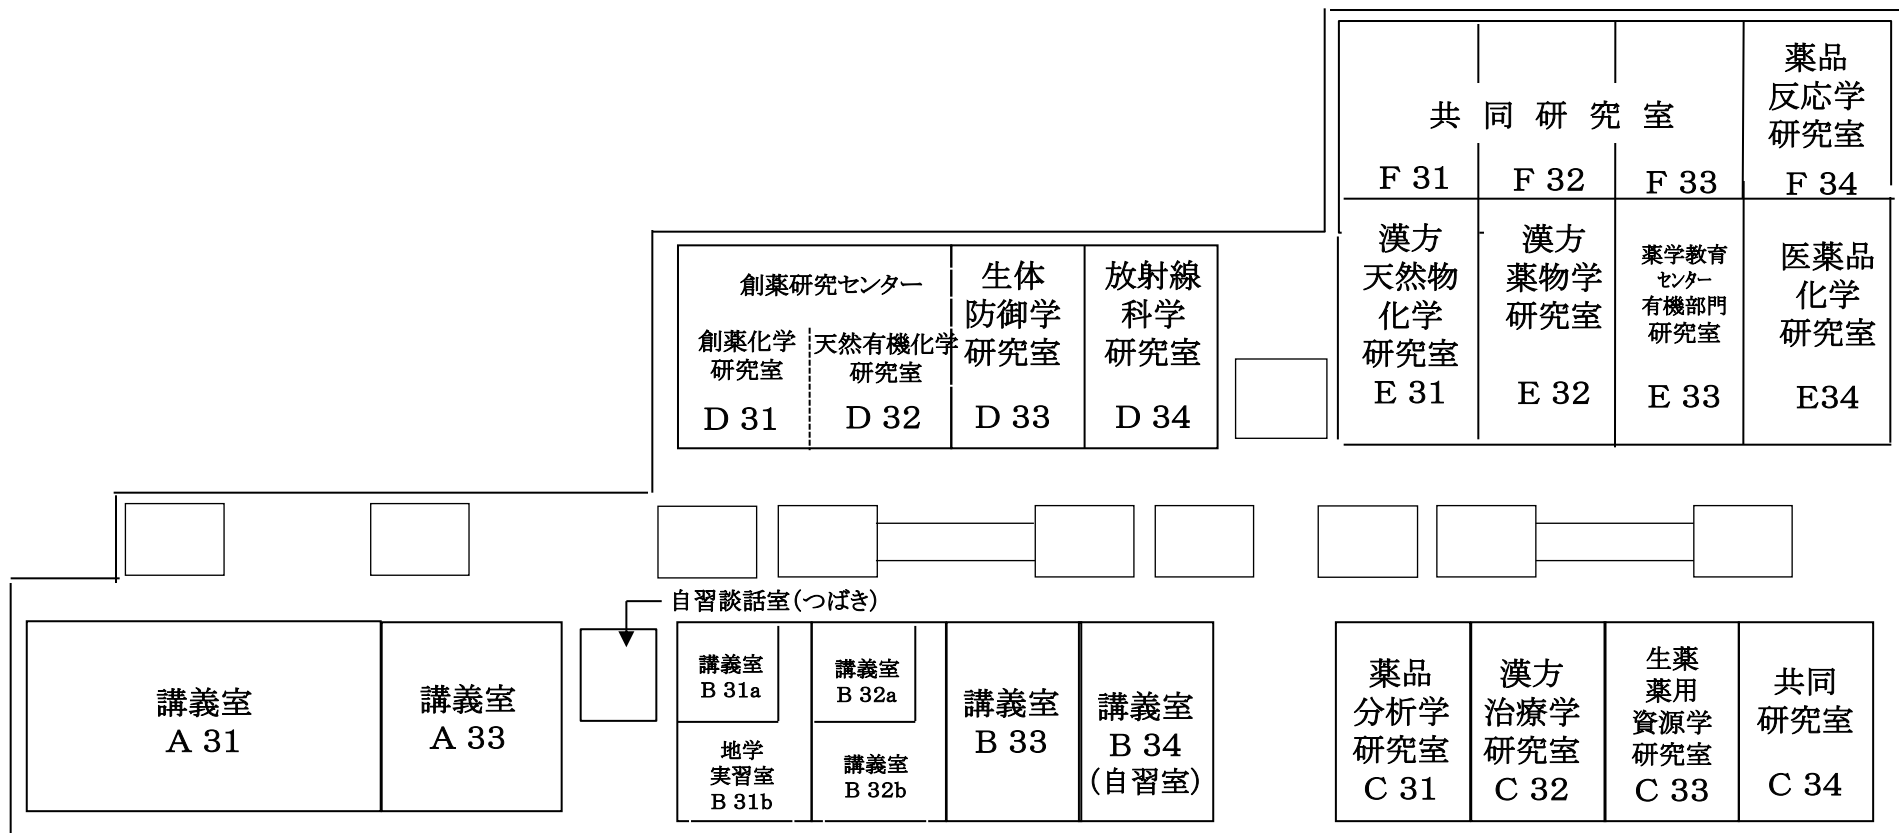 共同研究室
F 31
F 32
F 33
薬品
反応学
研究室
F 34
漢方
天然物
化学
研究室
E 31
漢方
薬物学
研究室
E 32
薬学教育
センター
有機部門
研究室
E 33
医薬品
化学
研究室
E34
創薬研究センター
創薬化学
研究室
D 31
天然有機化学
研究室
D 32
生体
防御学
研究室
D 33
放射線
科学
研究室
D 34
自習談話室(つばき)
講義室
A 31
講義室
A 33
講義室
B 31a
地学
実習室
B 31b
講義室
B 32a
講義室
B 32b
講義室
B 33
講義室
B 34
(自習室)
薬品
分析学
研究室
C 31
漢方
治療学
研究室
C 32
生薬
薬用
資源学
研究室
C 33
共同
研究室
C 34